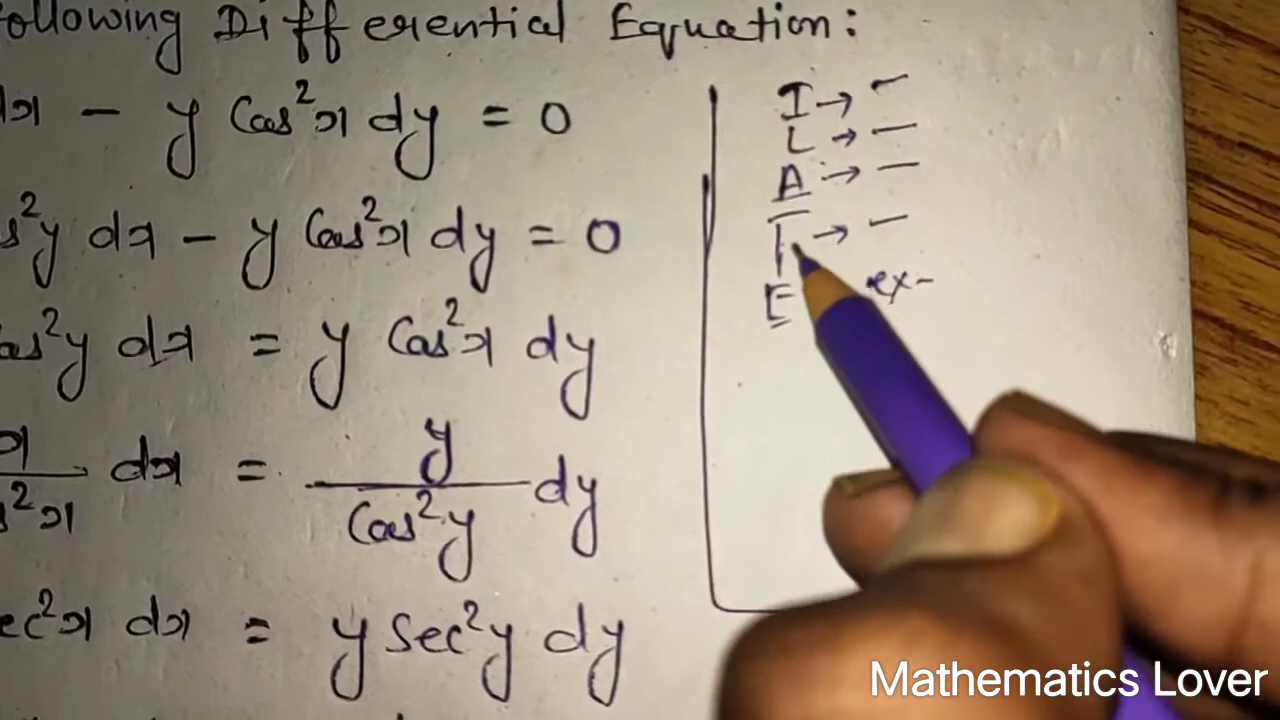 ollowing Differential Equation:
dx - y Cos²x dy = 0
s²y dx - y Cos²x dy = 0
os²y dx = y Cos²x dy
x/s²x dx = y/Cos²y dy
ec²x dx = y Sec²y dy
I → -
L → -
A → -
T → -
E ex-
Mathematics Lover